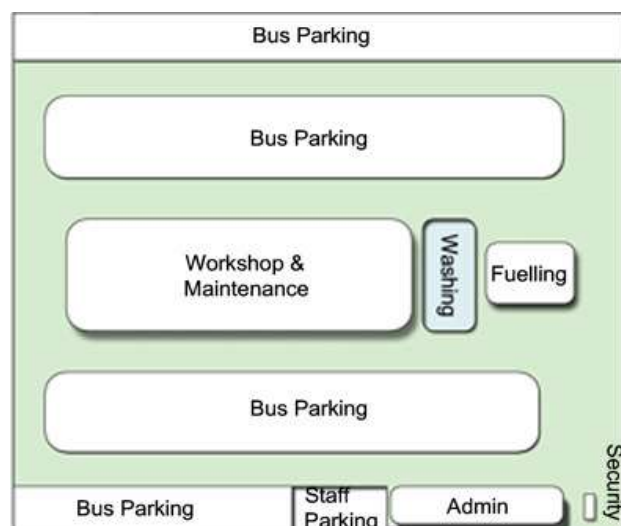 Bus Parking
Bus Parking
Workshop &
Maintenance
Washing
Fuelling
Bus Parking
Bus Parking
Staff
Parking
Admin
Security